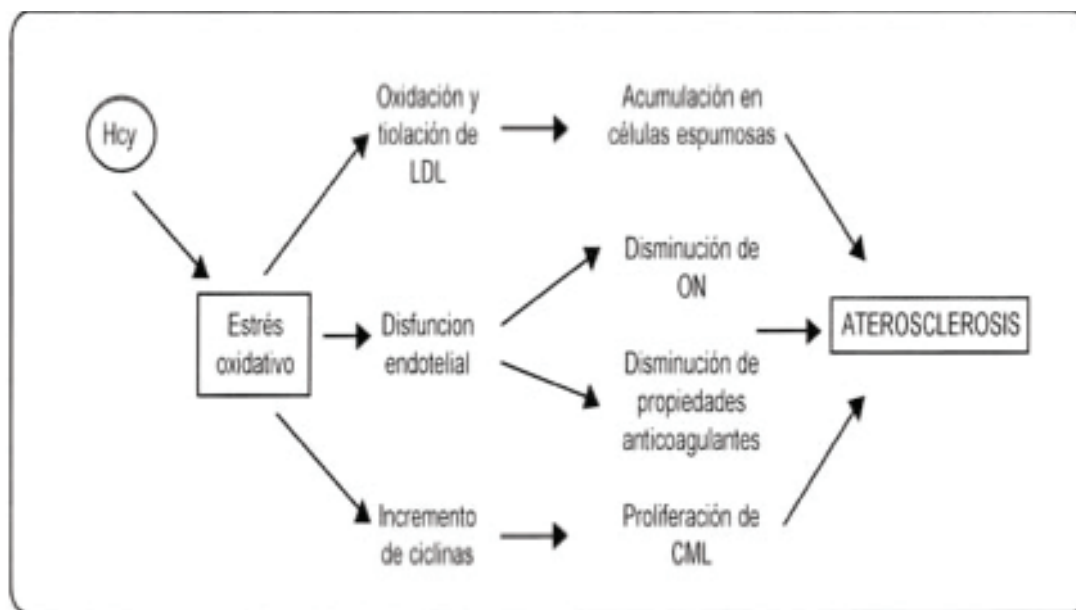 Hcy
Oxidación y
tiolación de
LDL
Acumulación en
células espumosas
Estrés
oxidativo
Disfuncion
endotelial
Disminución de
ON
Disminución de
propiedades
anticoagulantes
ATEROSCLEROSIS
Incremento
de ciclinas
Proliferación de
CML